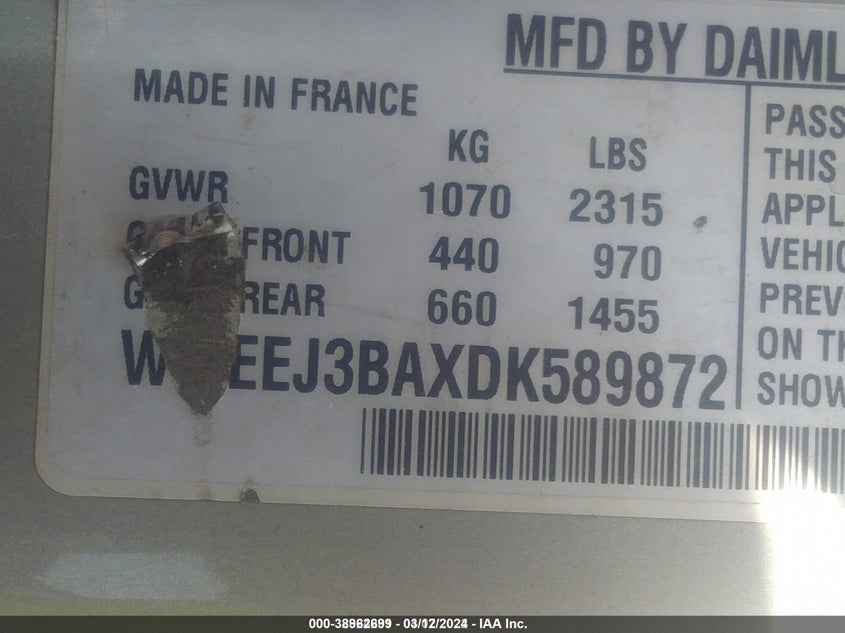 MFD BY DAIML
MADE IN FRANCE
KG LBS
GVWR 1070 2315
FRONT 440 970
REAR 660 1455
PASS
THIS
APPL
VEHIC
PREV
ON TH
SHOW
000-38962699 - 03/12/2024 - IAA Inc.